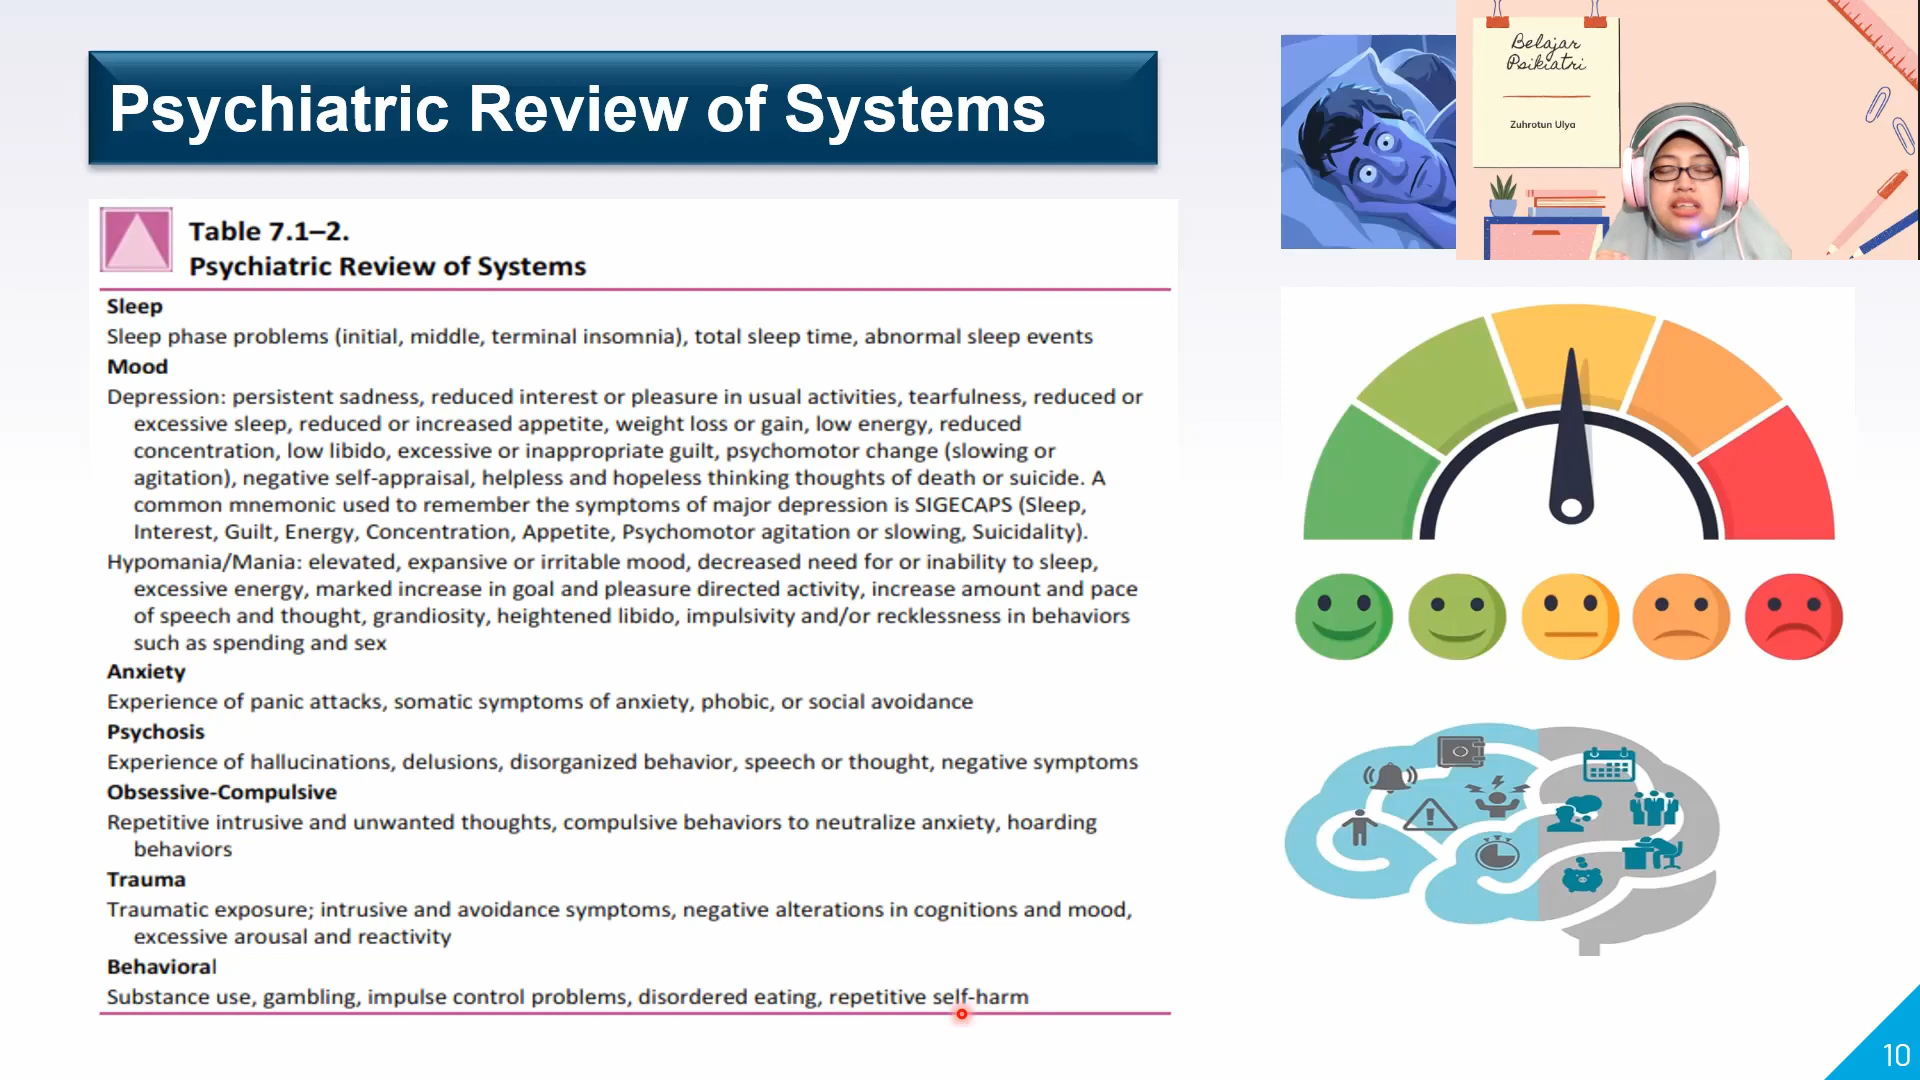 Psychiatric Review of Systems
Belajar
Psikiatri
Zuhrotun Ulya
Table 7.1–2.
Psychiatric Review of Systems
Sleep
Sleep phase problems (initial, middle, terminal insomnia), total sleep time, abnormal sleep events
Mood
Depression: persistent sadness, reduced interest or pleasure in usual activities, tearfulness, reduced or
excessive sleep, reduced or increased appetite, weight loss or gain, low energy, reduced
concentration, low libido, excessive or inappropriate guilt, psychomotor change (slowing or
agitation), negative self-appraisal, helpless and hopeless thinking thoughts of death or suicide. A
common mnemonic used to remember the symptoms of major depression is SIGECAPS (Sleep,
Interest, Guilt, Energy, Concentration, Appetite, Psychomotor agitation or slowing, Suicidality).
Hypomania/Mania: elevated, expansive or irritable mood, decreased need for or inability to sleep,
excessive energy, marked increase in goal and pleasure directed activity, increase amount and pace
of speech and thought, grandiosity, heightened libido, impulsivity and/or recklessness in behaviors
such as spending and sex
Anxiety
Experience of panic attacks, somatic symptoms of anxiety, phobic, or social avoidance
Psychosis
Experience of hallucinations, delusions, disorganized behavior, speech or thought, negative symptoms
Obsessive-Compulsive
Repetitive intrusive and unwanted thoughts, compulsive behaviors to neutralize anxiety, hoarding
behaviors
Trauma
Traumatic exposure; intrusive and avoidance symptoms, negative alterations in cognitions and mood,
excessive arousal and reactivity
Behavioral
Substance use, gambling, impulse control problems, disordered eating, repetitive self-harm
10